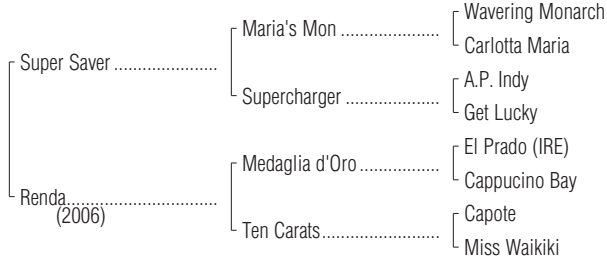 Wavering Monarch
Maria's Mon .....................
Carlotta Maria
Super Saver .......................
A.P. Indy
Supercharger .....................
Get Lucky
El Prado (IRE)
Medaglia d'Oro ..................
Cappucino Bay
Renda.................................
(2006)
Capote
Ten Carats..........................
Miss Waikiki